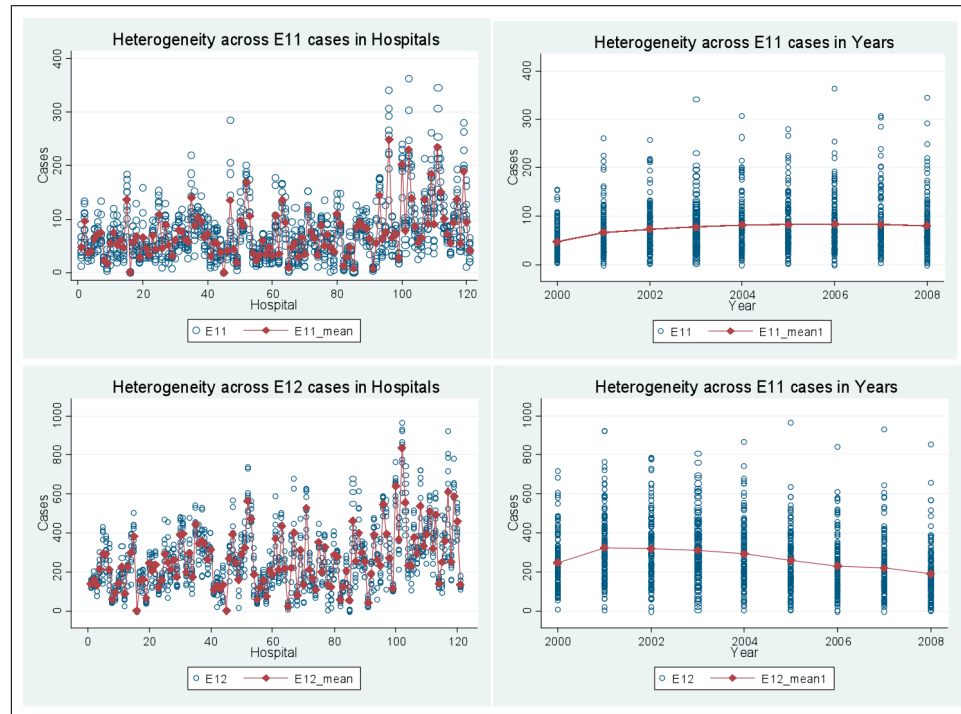 Heterogeneity across E11 cases in Hospitals
400
300
200
100
0
Cases
0 20 40 60 80 100 120
Hospital
E11 E11_mean
Heterogeneity across E11 cases in Years
400
300
200
100
0
Cases
2000 2002 2004 2006 2008
Year
E11 E11_mean1
Heterogeneity across E12 cases in Hospitals
1000
800
600
400
200
0
Cases
0 20 40 60 80 100 120
Hospital
E12 E12_mean
Heterogeneity across E11 cases in Years
1000
800
600
400
200
0
Cases
2000 2002 2004 2006 2008
Year
E12 E12_mean1